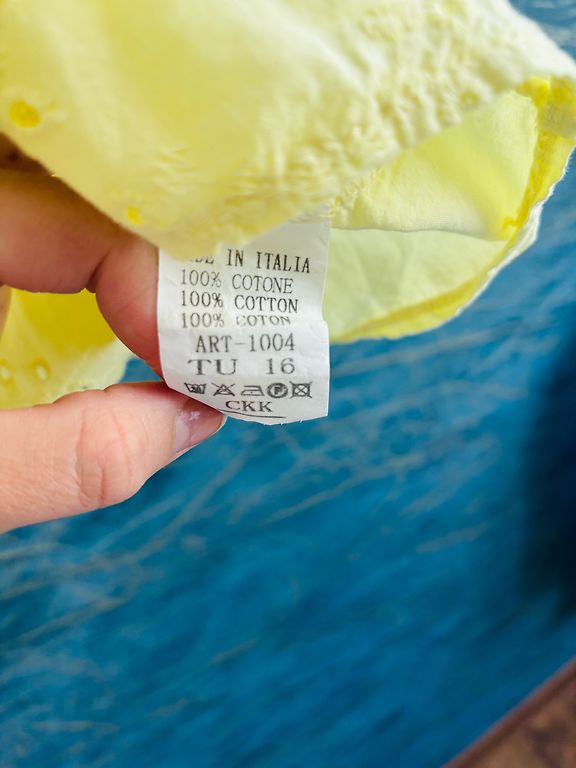 IN ITALIA
100% COTONE
100% COTTON
100% COTON
ART-1004
TU 16
CKK